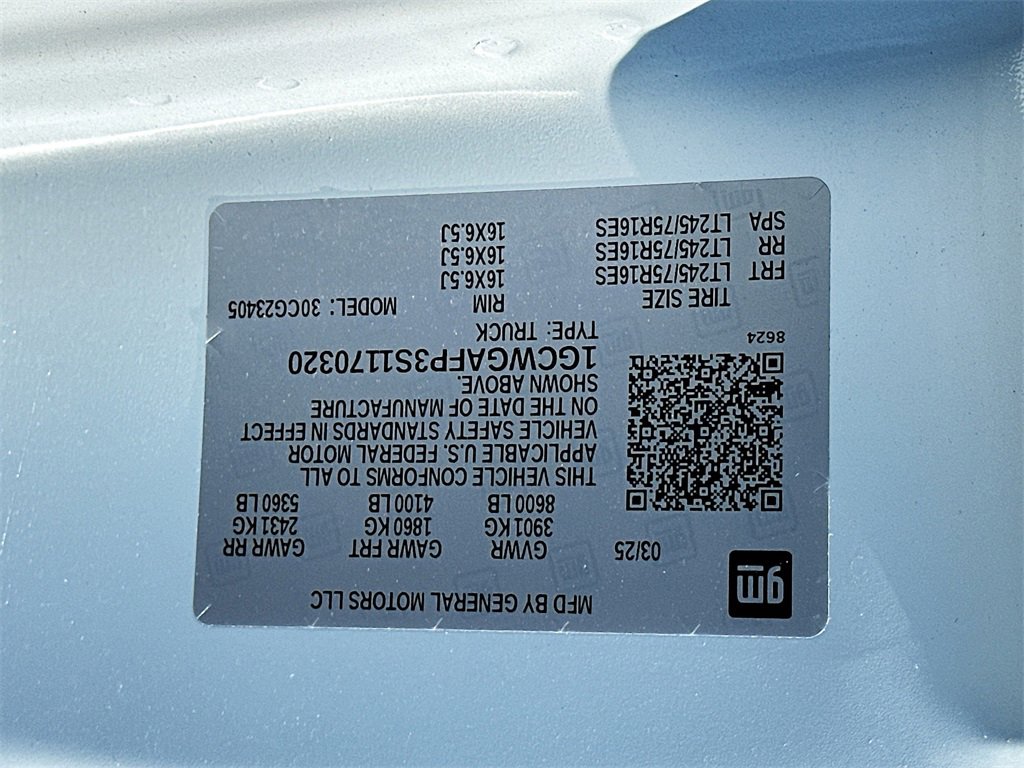 gm
MFD BY GENERAL MOTORS LLC
03/25
GVWR GAWR FRT GAWR RR
3901 KG 1860 KG 2431 KG
8600 LB 4100 LB 5360 LB
THIS VEHICLE CONFORMS TO ALL
APPLICABLE U.S. FEDERAL MOTOR
VEHICLE SAFETY STANDARDS IN EFFECT
ON THE DATE OF MANUFACTURE
SHOWN ABOVE.
1GCWGAFP3S1170320
8624
TYPE: TRUCK
TIRE SIZE RIM MODEL: 30CG23405
FRT LT245/75R16ES 16X6.5J
RR LT245/75R16ES 16X6.5J
SPA LT245/75R16ES 16X6.5J